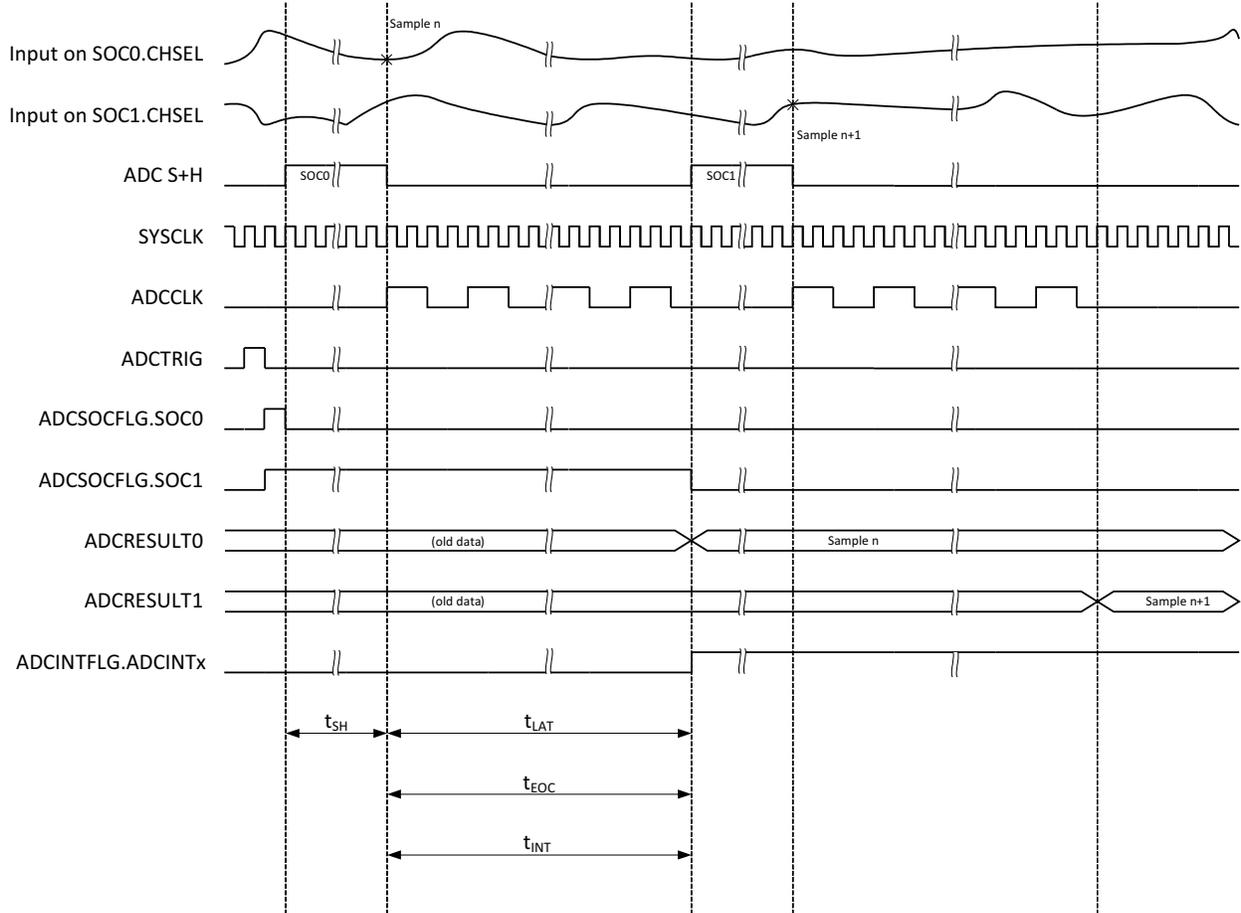 Sample n
Input on SOC0.CHSEL
Input on SOC1.CHSEL
Sample n+1
ADC S+H
SOC0
SOC1
SYSCLK
ADCCLK
ADCTRIG
ADCSOCFLG.SOC0
ADCSOCFLG.SOC1
ADCRESULT0
(old data)
Sample n
ADCRESULT1
(old data)
Sample n+1
ADCINTFLG.ADCINTx
tSH
tLAT
tEOC
tINT